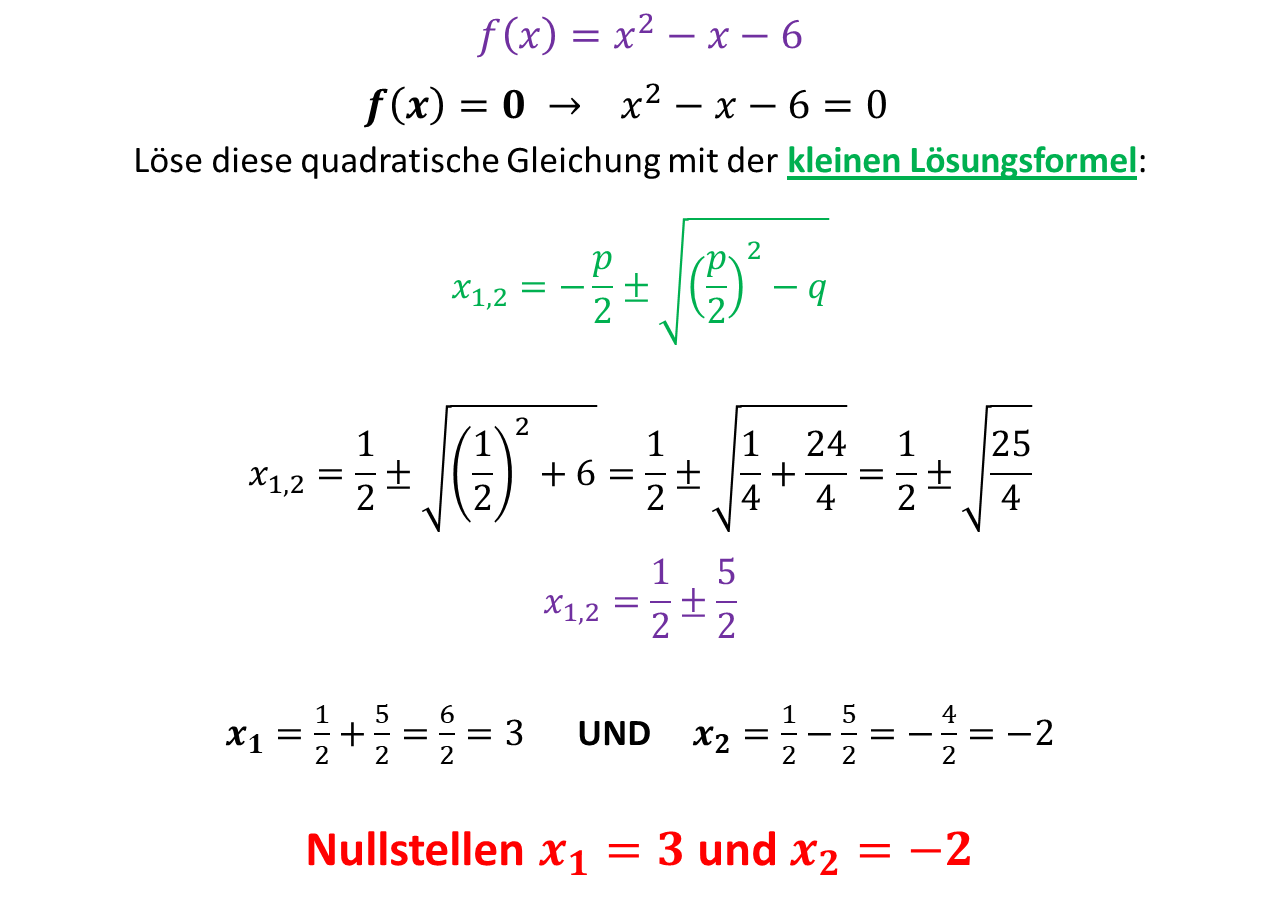 f(x) = x² − x − 6
f(x) = 0 → x² − x − 6 = 0
Löse diese quadratische Gleichung mit der kleinen Lösungsformel:
x₁,₂ = −p/2 ± √((p/2)² − q)
x₁,₂ = 1/2 ± √((1/2)² + 6) = 1/2 ± √(1/4 + 24/4) = 1/2 ± √(25/4)
x₁,₂ = 1/2 ± 5/2
x₁ = 1/2 + 5/2 = 6/2 = 3 UND x₂ = 1/2 − 5/2 = −4/2 = −2
Nullstellen x₁ = 3 und x₂ = −2